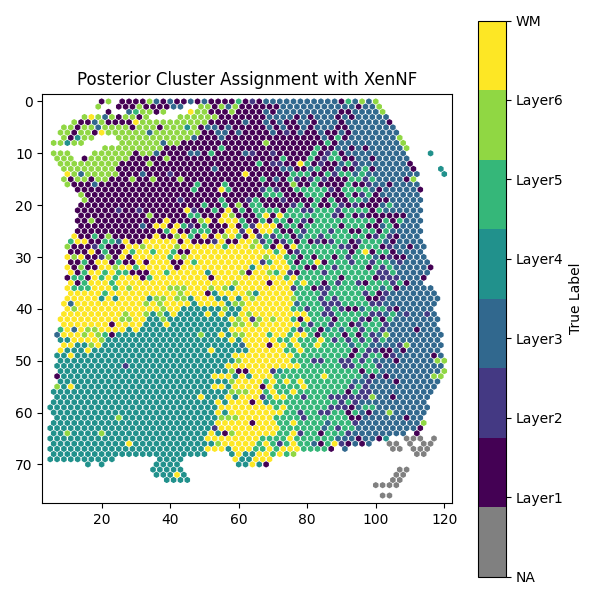 Posterior Cluster Assignment with XenNF
0
10
20
30
40
50
60
70
20
40
60
80
100
120
WM
Layer6
Layer5
Layer4
Layer3
Layer2
Layer1
NA
True Label